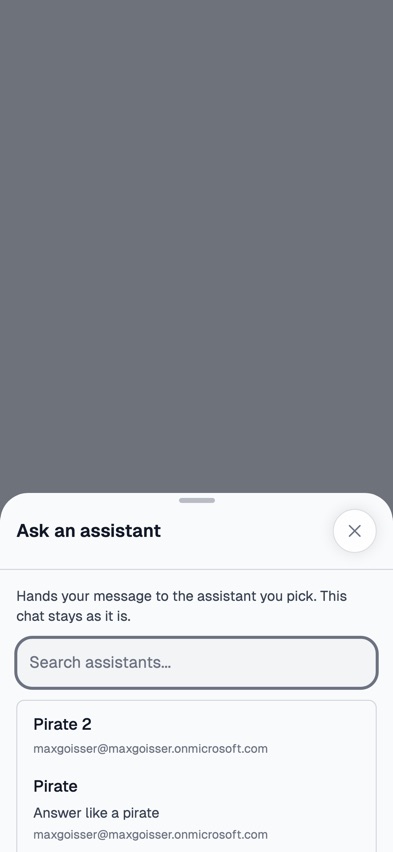 Ask an assistant
Hands your message to the assistant you pick. This
chat stays as it is.
Search assistants...
Pirate 2
maxgoisser@maxgoisser.onmicrosoft.com
Pirate
Answer like a pirate
maxgoisser@maxgoisser.onmicrosoft.com